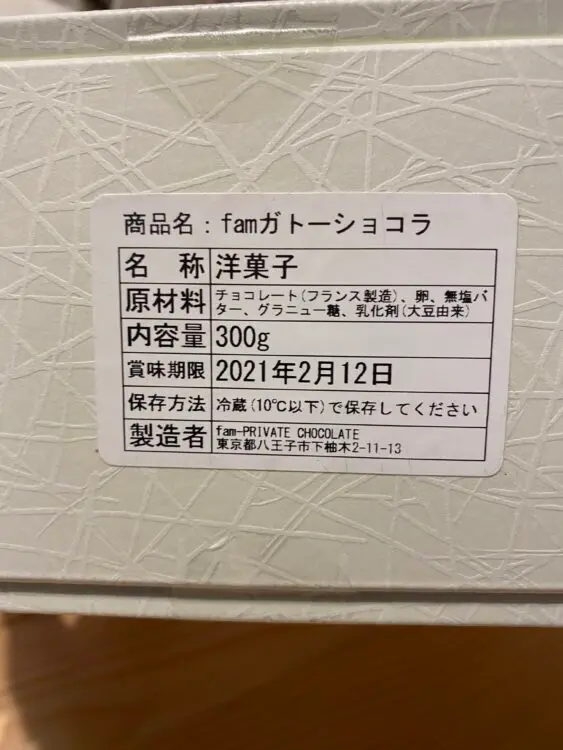 商品名：famガトーショコラ
名　称 洋菓子
原材料 チョコレート(フランス製造)、卵、無塩バ
ター、グラニュー糖、乳化剤(大豆由来)
内容量 300g
賞味期限 2021年2月12日
保存方法 冷蔵(10℃以下)で保存してください
製造者 fam-PRIVATE CHOCOLATE
東京都八王子市下柚木2-11-13